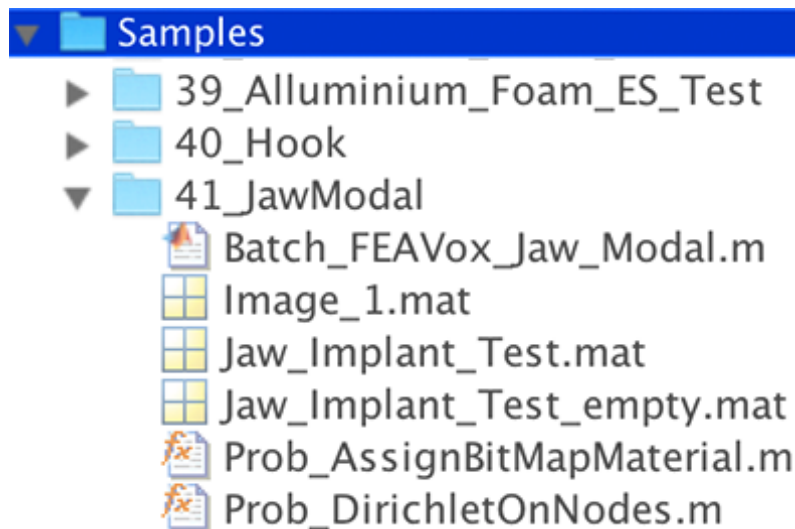 Samples
39_Alluminium_Foam_ES_Test
40_Hook
41_JawModal
Batch_FEAVox_Jaw_Modal.m
Image_1.mat
Jaw_Implant_Test.mat
Jaw_Implant_Test_empty.mat
Prob_AssignBitMapMaterial.m
Prob_DirichletOnNodes.m